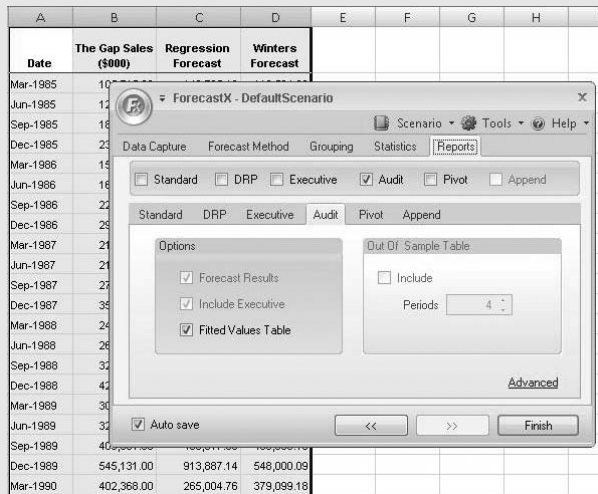 A B C D E F G H
Date The Gap Sales ($000) Regression Forecast Winters Forecast
Mar-1985
Jun-1985
Sep-1985
Dec-1985
Mar-1986
Jun-1986
Sep-1986
Dec-1986
Mar-1987
Jun-1987
Sep-1987
Dec-1987
Mar-1988
Jun-1988
Sep-1988
Dec-1988
Mar-1989
Jun-1989
Sep-1989
Dec-1989 545,131.00 913,887.14 548,000.09
Mar-1990 402,368.00 265,004.76 379,099.18
ForecastX - DefaultScenario X
Scenario Tools Help
Data Capture Forecast Method Grouping Statistics Reports
Standard DRP Executive Audit Pivot Append
Standard DRP Executive Audit Pivot Append
Options
Forecast Results
Include Executive
Fitted Values Table
Out Of Sample Table
Include
Periods 4
Advanced
Auto save << >> Finish